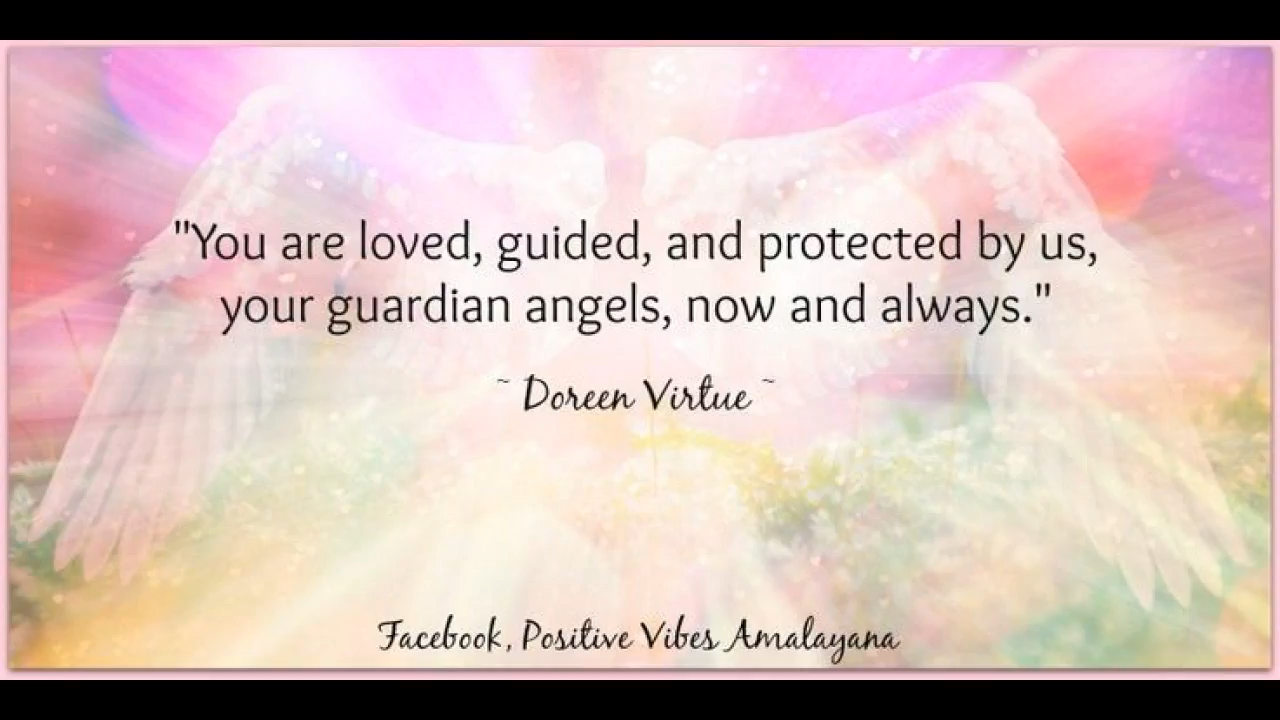 "You are loved, guided, and protected by us,
your guardian angels, now and always."
~ Doreen Virtue ~
Facebook, Positive Vibes Amalayana